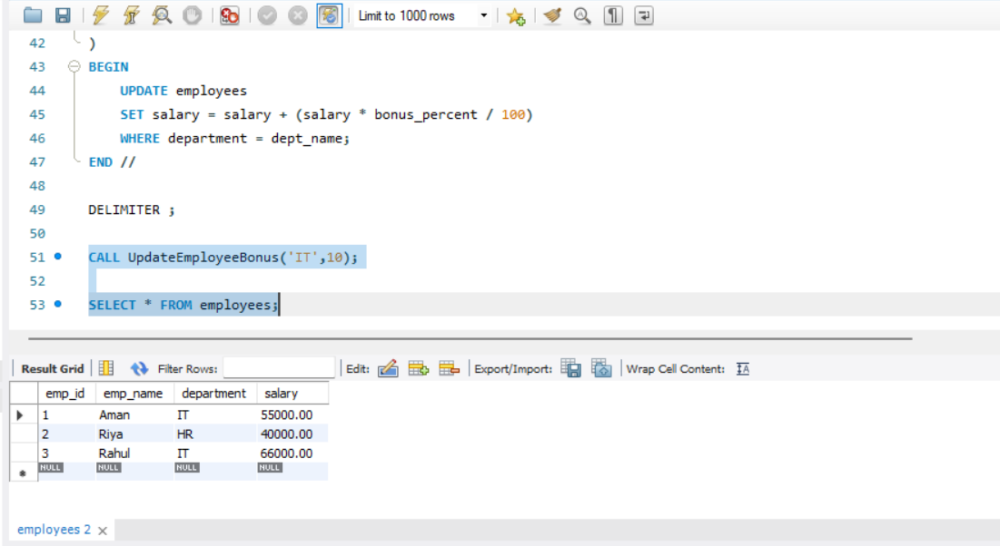 Limit to 1000 rows
42 )
43 BEGIN
44 UPDATE employees
45 SET salary = salary + (salary * bonus_percent / 100)
46 WHERE department = dept_name;
47 END //
48
49 DELIMITER ;
50
51 CALL UpdateEmployeeBonus('IT',10);
52
53 SELECT * FROM employees;
Result Grid Filter Rows: Edit: Export/Import: Wrap Cell Content: IA
emp_id emp_name department salary
1 Aman IT 55000.00
2 Riya HR 40000.00
3 Rahul IT 66000.00
NULL NULL NULL NULL
employees 2